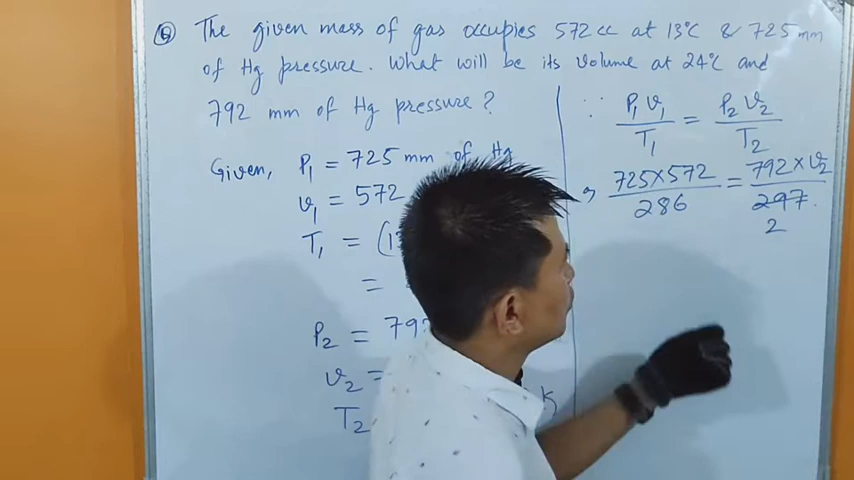 Q The given mass of gas occupies 572 cc at 13°C & 725 mm
of Hg pressure. What will be its volume at 24°C and
792 mm of Hg pressure?
Given, P₁ = 725 mm of Hg
v₁ = 572
T₁ = (1
=
P₂ = 792
v₂ =
T₂ K
∵ P₁v₁/T₁ = P₂v₂/T₂
⇒ 725×572/286 = 792×v₂/297
2